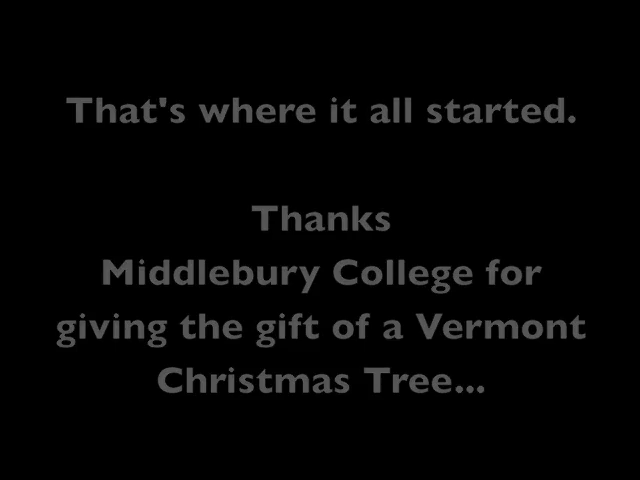 That's where it all started.
Thanks
Middlebury College for
giving the gift of a Vermont
Christmas Tree...